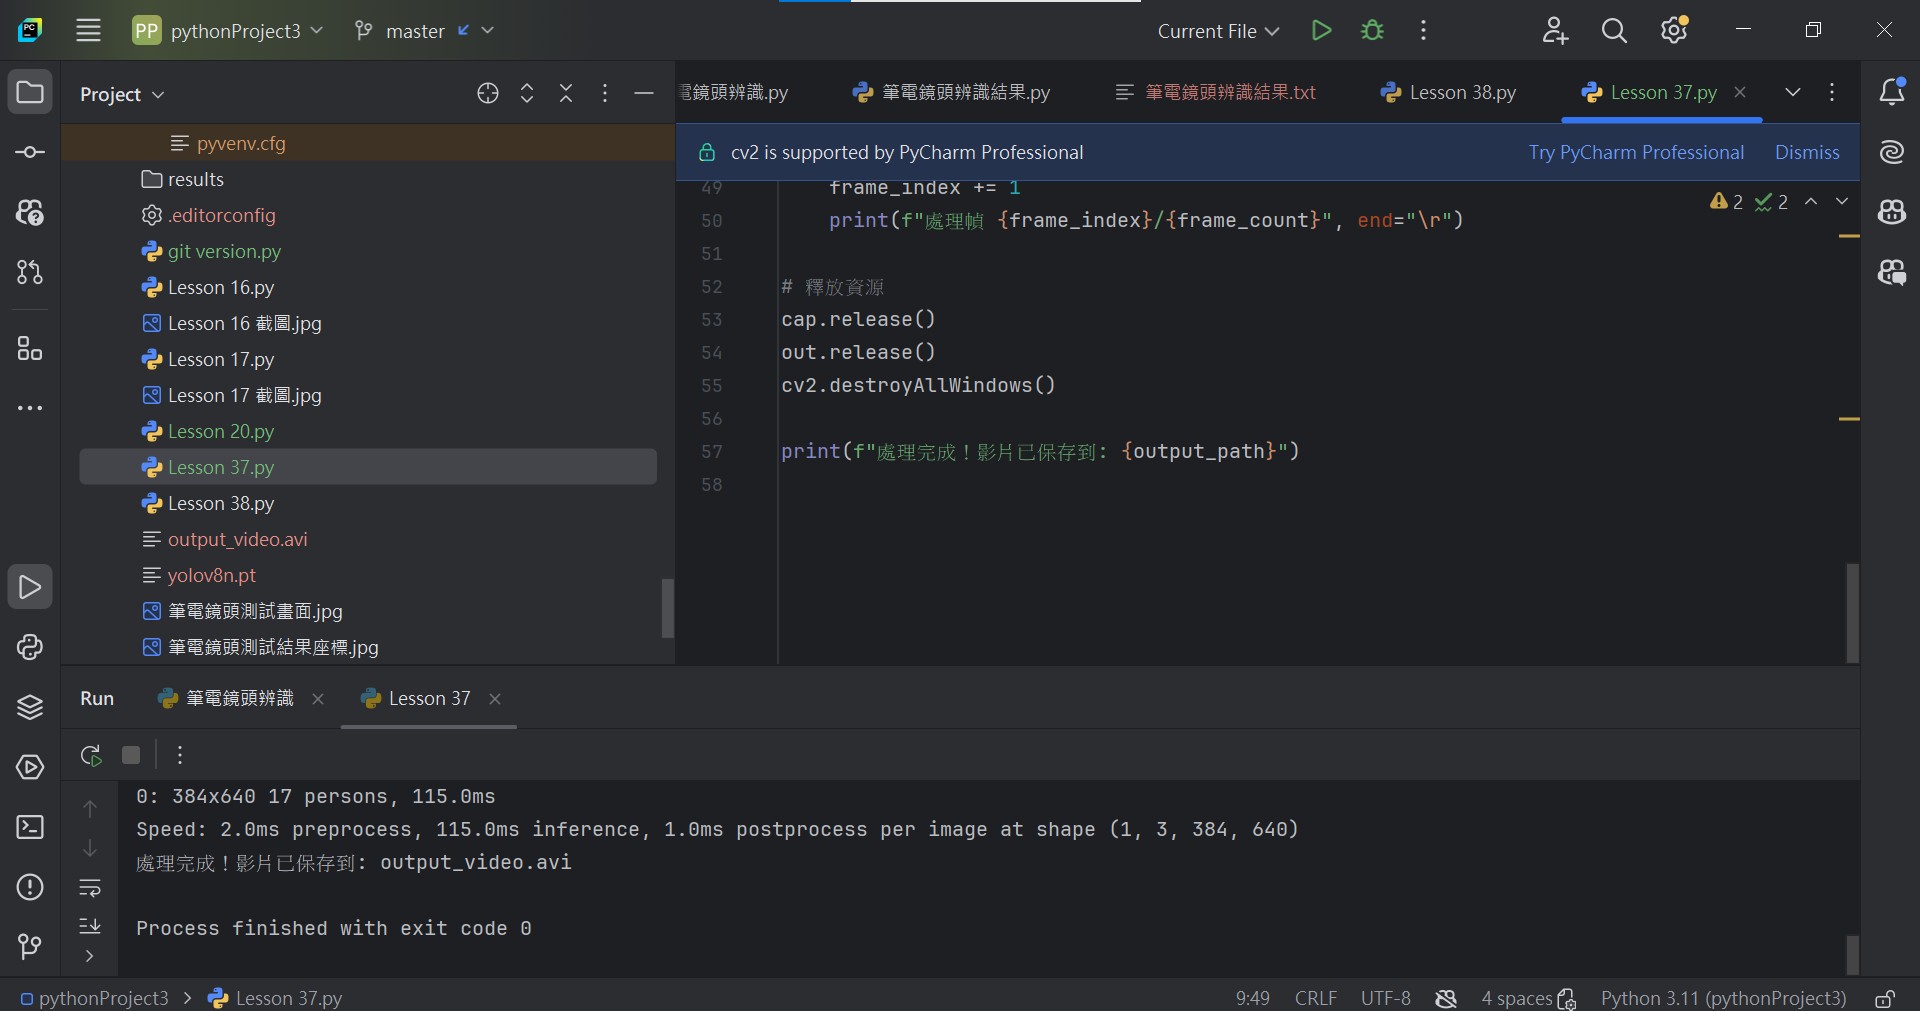 PC
PP pythonProject3
master
Current File
Project
電鏡頭辨識.py
筆電鏡頭辨識結果.py
筆電鏡頭辨識結果.txt
Lesson 38.py
Lesson 37.py
cv2 is supported by PyCharm Professional
Try PyCharm Professional
Dismiss
pyvenv.cfg
results
.editorconfig
git version.py
Lesson 16.py
Lesson 16 截圖.jpg
Lesson 17.py
Lesson 17 截圖.jpg
Lesson 20.py
Lesson 37.py
Lesson 38.py
output_video.avi
yolov8n.pt
筆電鏡頭測試畫面.jpg
筆電鏡頭測試結果座標.jpg
2 2
49 frame_index += 1
50 print(f"處理幀 {frame_index}/{frame_count}", end="\r")
51
52 # 釋放資源
53 cap.release()
54 out.release()
55 cv2.destroyAllWindows()
56
57 print(f"處理完成！影片已保存到: {output_path}")
58
Run
筆電鏡頭辨識
Lesson 37
0: 384x640 17 persons, 115.0ms
Speed: 2.0ms preprocess, 115.0ms inference, 1.0ms postprocess per image at shape (1, 3, 384, 640)
處理完成！影片已保存到: output_video.avi
Process finished with exit code 0
pythonProject3 > Lesson 37.py
9:49 CRLF UTF-8 4 spaces Python 3.11 (pythonProject3)